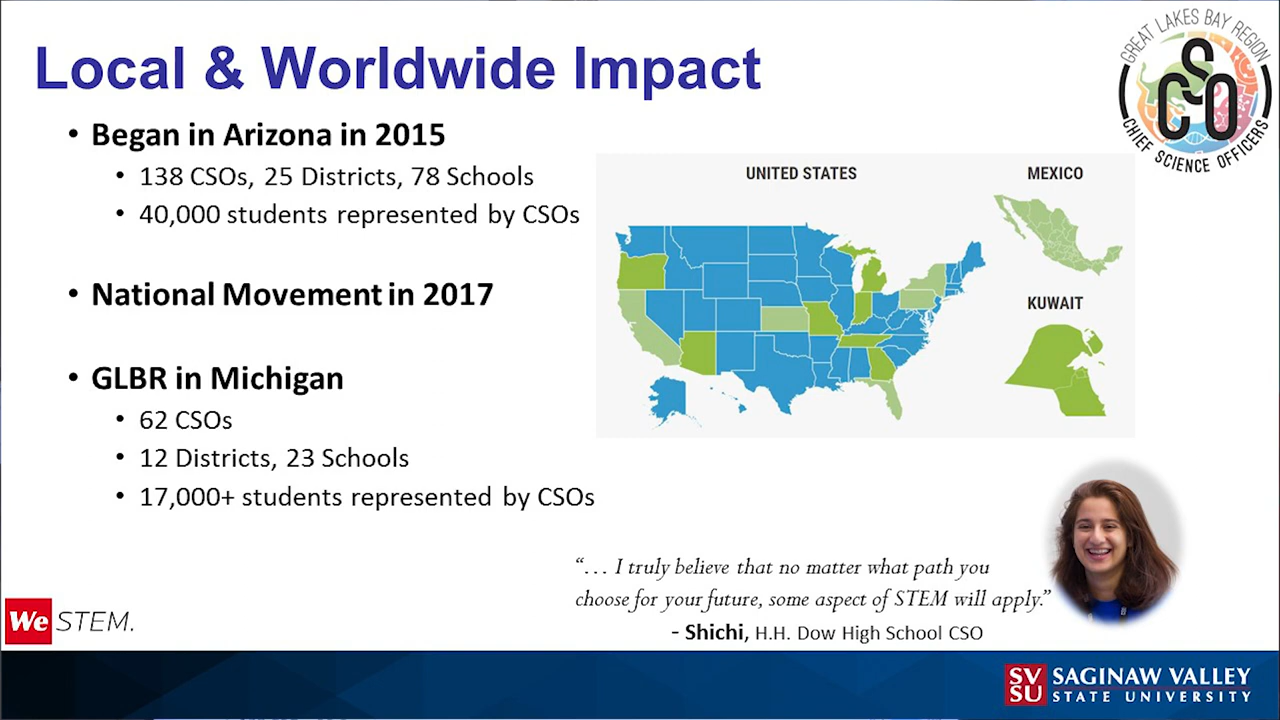 Local & Worldwide Impact
GREAT LAKES BAY REGION
CSO
CHIEF SCIENCE OFFICERS
• Began in Arizona in 2015
• 138 CSOs, 25 Districts, 78 Schools
• 40,000 students represented by CSOs
• National Movement in 2017
• GLBR in Michigan
• 62 CSOs
• 12 Districts, 23 Schools
• 17,000+ students represented by CSOs
UNITED STATES
MEXICO
KUWAIT
“… I truly believe that no matter what path you
choose for your future, some aspect of STEM will apply.”
- Shichi, H.H. Dow High School CSO
We STEM.
SV
SU
SAGINAW VALLEY
STATE UNIVERSITY